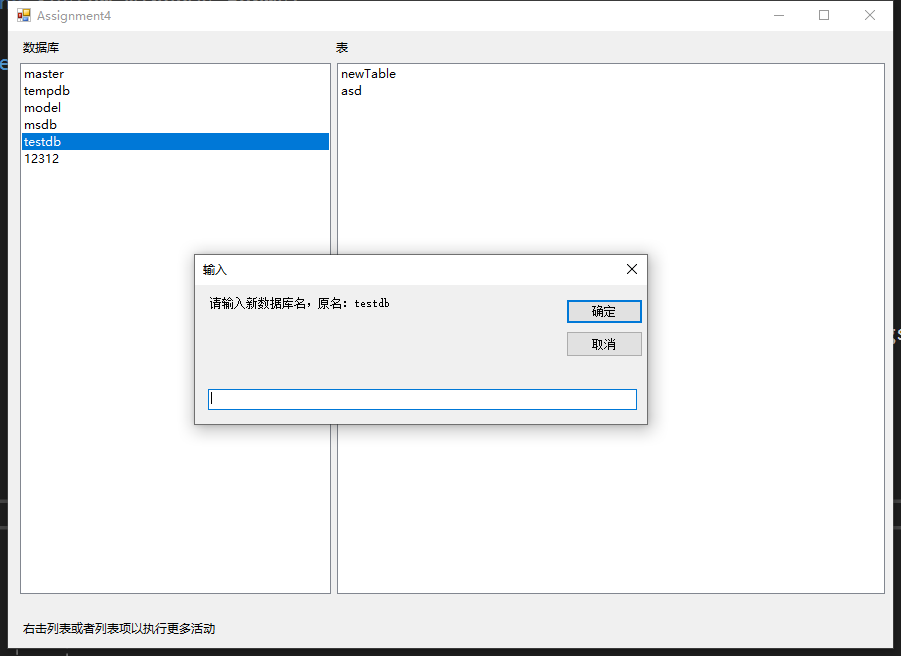 Assignment4
数据库
表
master
tempdb
model
msdb
testdb
12312
newTable
asd
输入
请输入新数据库名，原名：testdb
确定
取消
右击列表或者列表项以执行更多活动